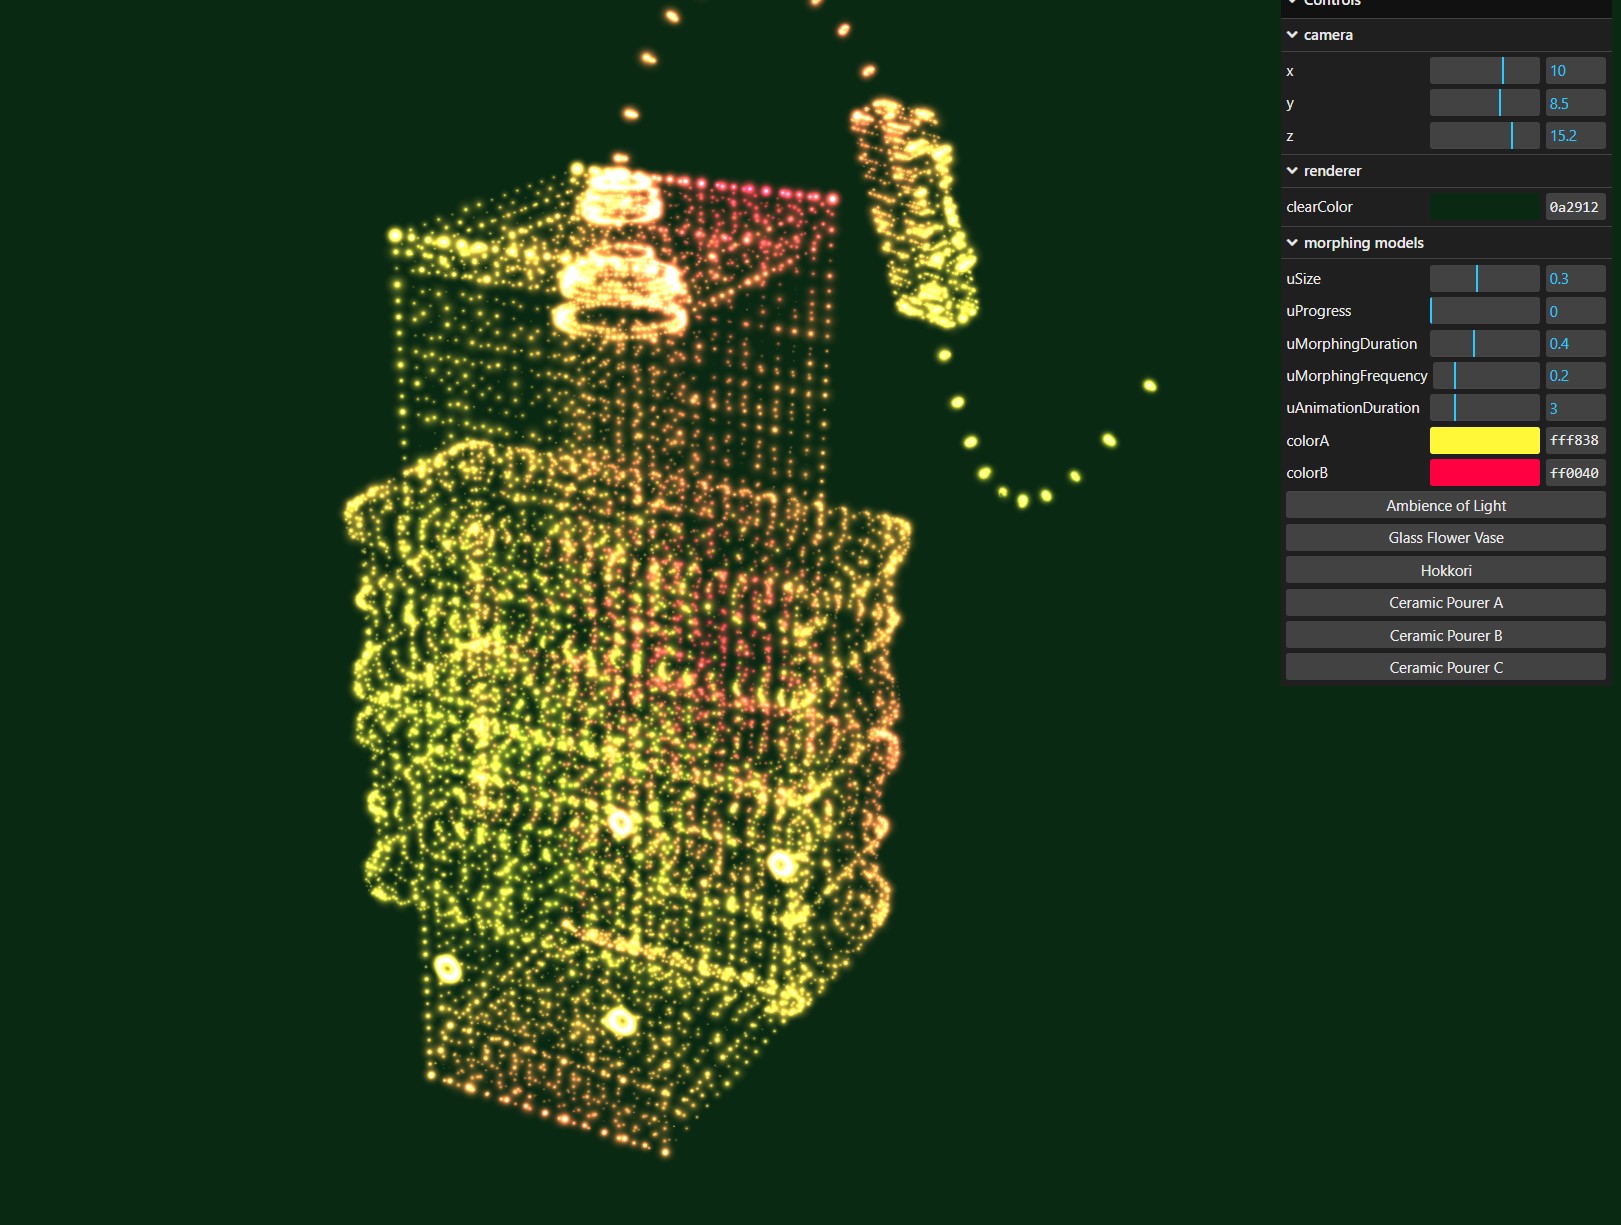 Controls
camera
x 10
y 8.5
z 15.2
renderer
clearColor 0a2912
morphing models
uSize 0.3
uProgress 0
uMorphingDuration 0.4
uMorphingFrequency 0.2
uAnimationDuration 3
colorA fff838
colorB ff0040
Ambience of Light
Glass Flower Vase
Hokkori
Ceramic Pourer A
Ceramic Pourer B
Ceramic Pourer C